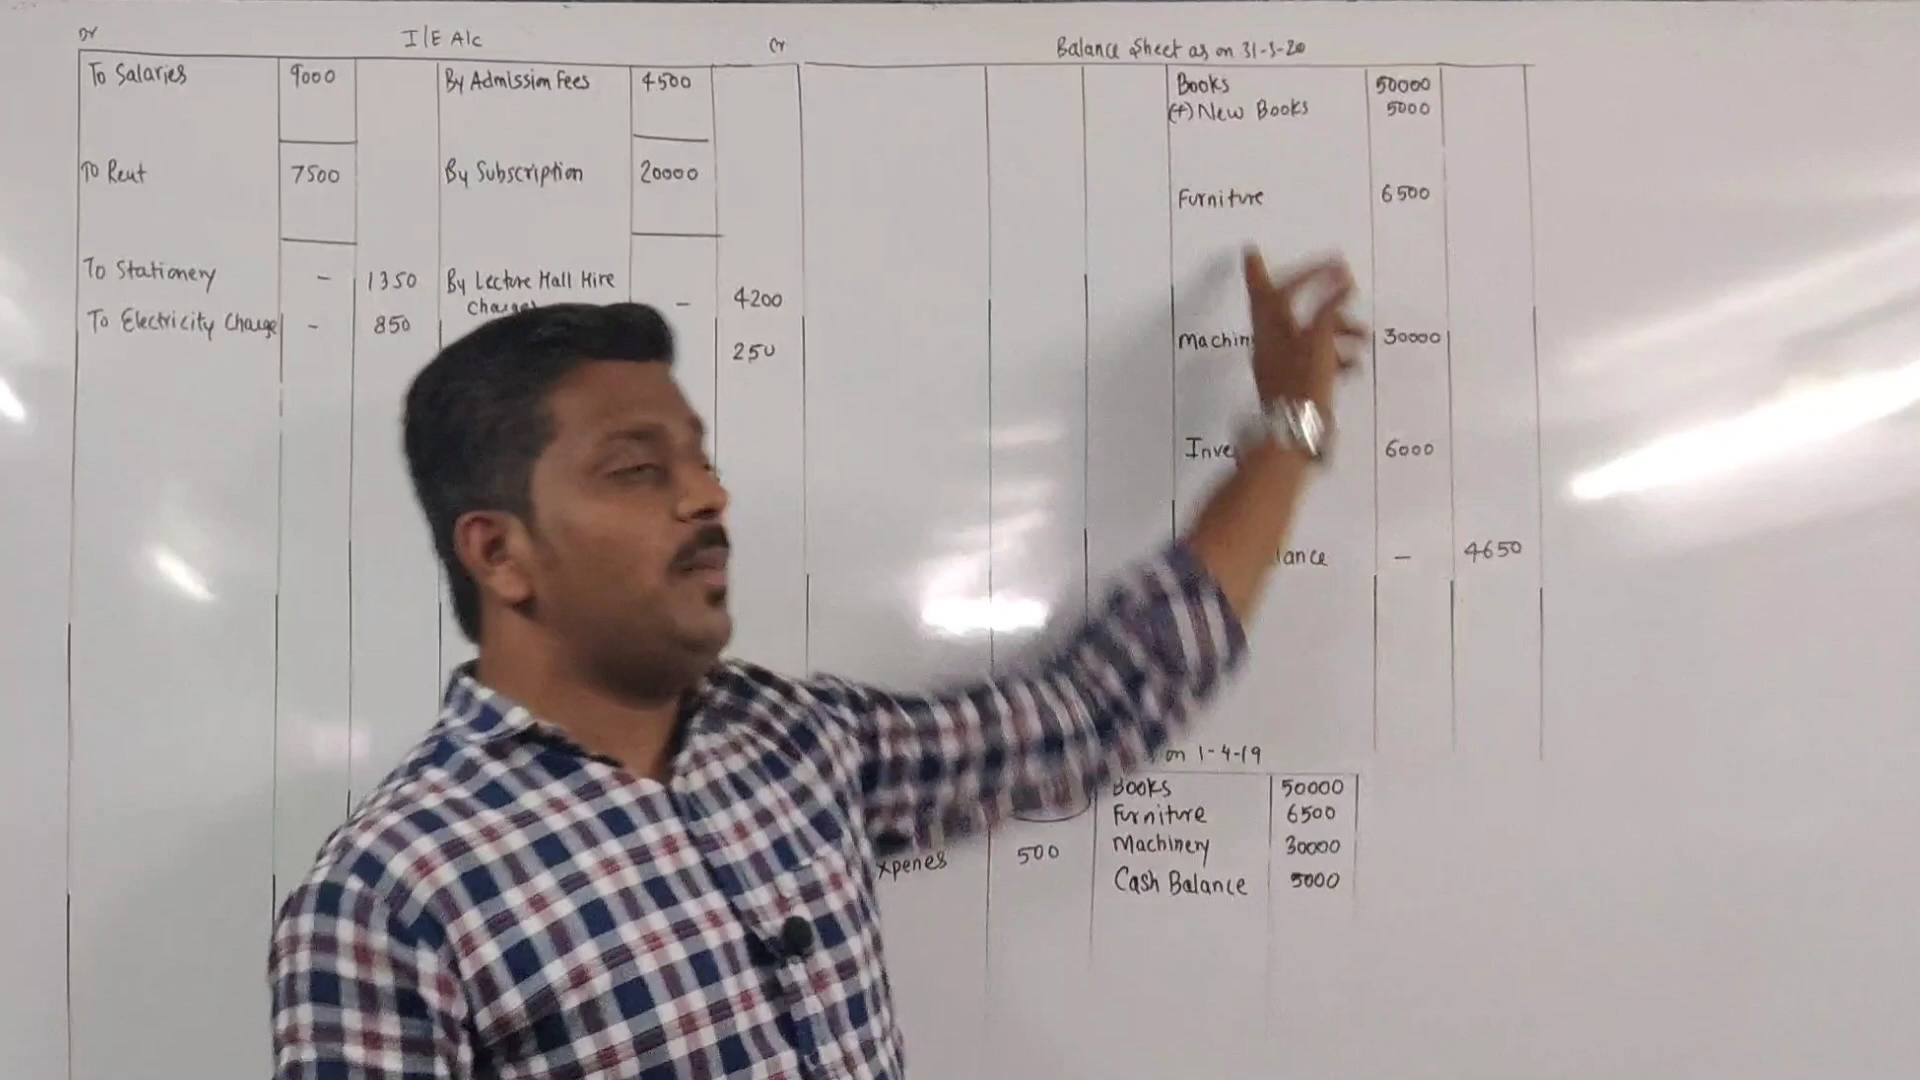 Dr I/E A/c Cr
To Salaries 9000 By Admission Fees 4500
To Rent 7500 By Subscription 20000
To Stationery - 1350 By Lecture Hall Hire
- 4200
To Electricity Charge - 850
250
Balance Sheet as on 31-3-20
Books 50000
(+) New Books 5000
Furniture 6500
30000
6000
- 4650
on 1-4-19
Books 50000
Furniture 6500
Machinery 30000
Cash Balance 5000
500